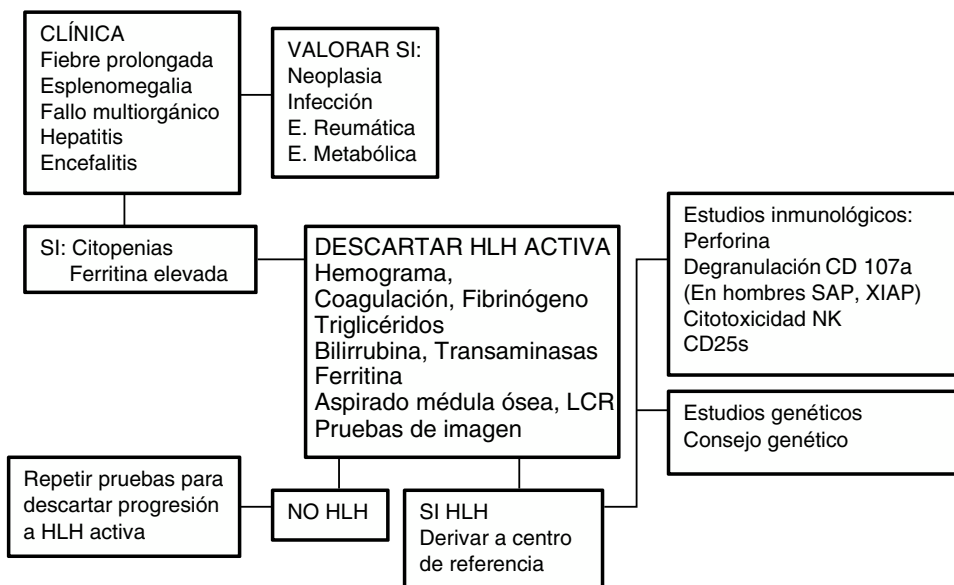 CLÍNICA
Fiebre prolongada
Esplenomegalia
Fallo multiorgánico
Hepatitis
Encefalitis
VALORAR SI:
Neoplasia
Infección
E. Reumática
E. Metabólica
SI: Citopenias
Ferritina elevada
DESCARTAR HLH ACTIVA
Hemograma,
Coagulación, Fibrinógeno
Triglicéridos
Bilirrubina, Transaminasas
Ferritina
Aspirado médula ósea, LCR
Pruebas de imagen
Estudios inmunológicos:
Perforina
Degranulación CD 107a
(En hombres SAP, XIAP)
Citotoxicidad NK
CD25s
Estudios genéticos
Consejo genético
Repetir pruebas para
descartar progresión
a HLH activa
NO HLH
SI HLH
Derivar a centro
de referencia